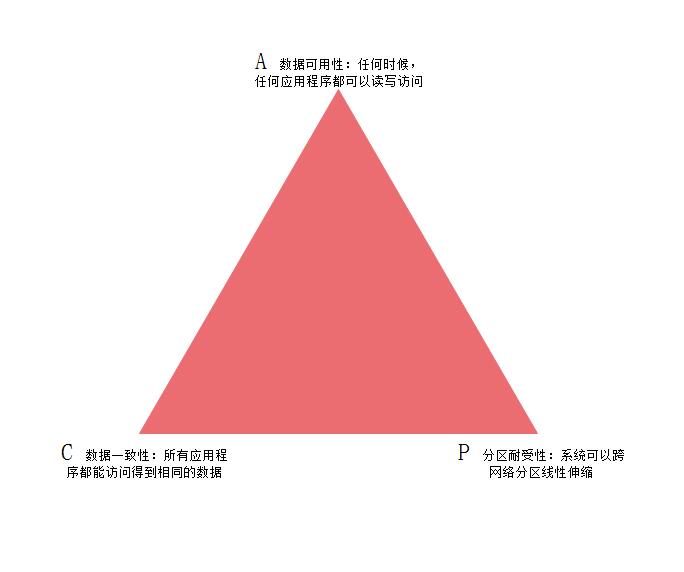 A 数据可用性：任何时候，
任何应用程序都可以读写访问
C 数据一致性：所有应用程
序都能访问得到相同的数据
P 分区耐受性：系统可以跨
网络分区线性伸缩